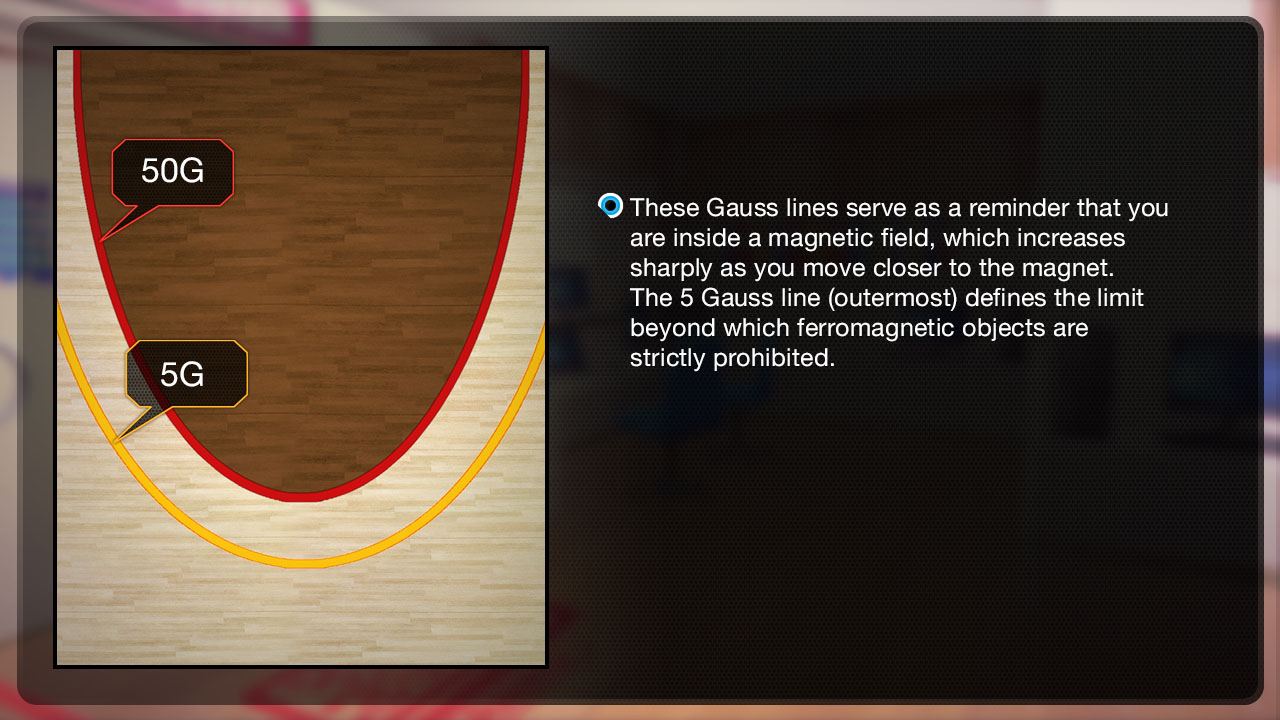 50G
5G
These Gauss lines serve as a reminder that you
are inside a magnetic field, which increases
sharply as you move closer to the magnet.
The 5 Gauss line (outermost) defines the limit
beyond which ferromagnetic objects are
strictly prohibited.